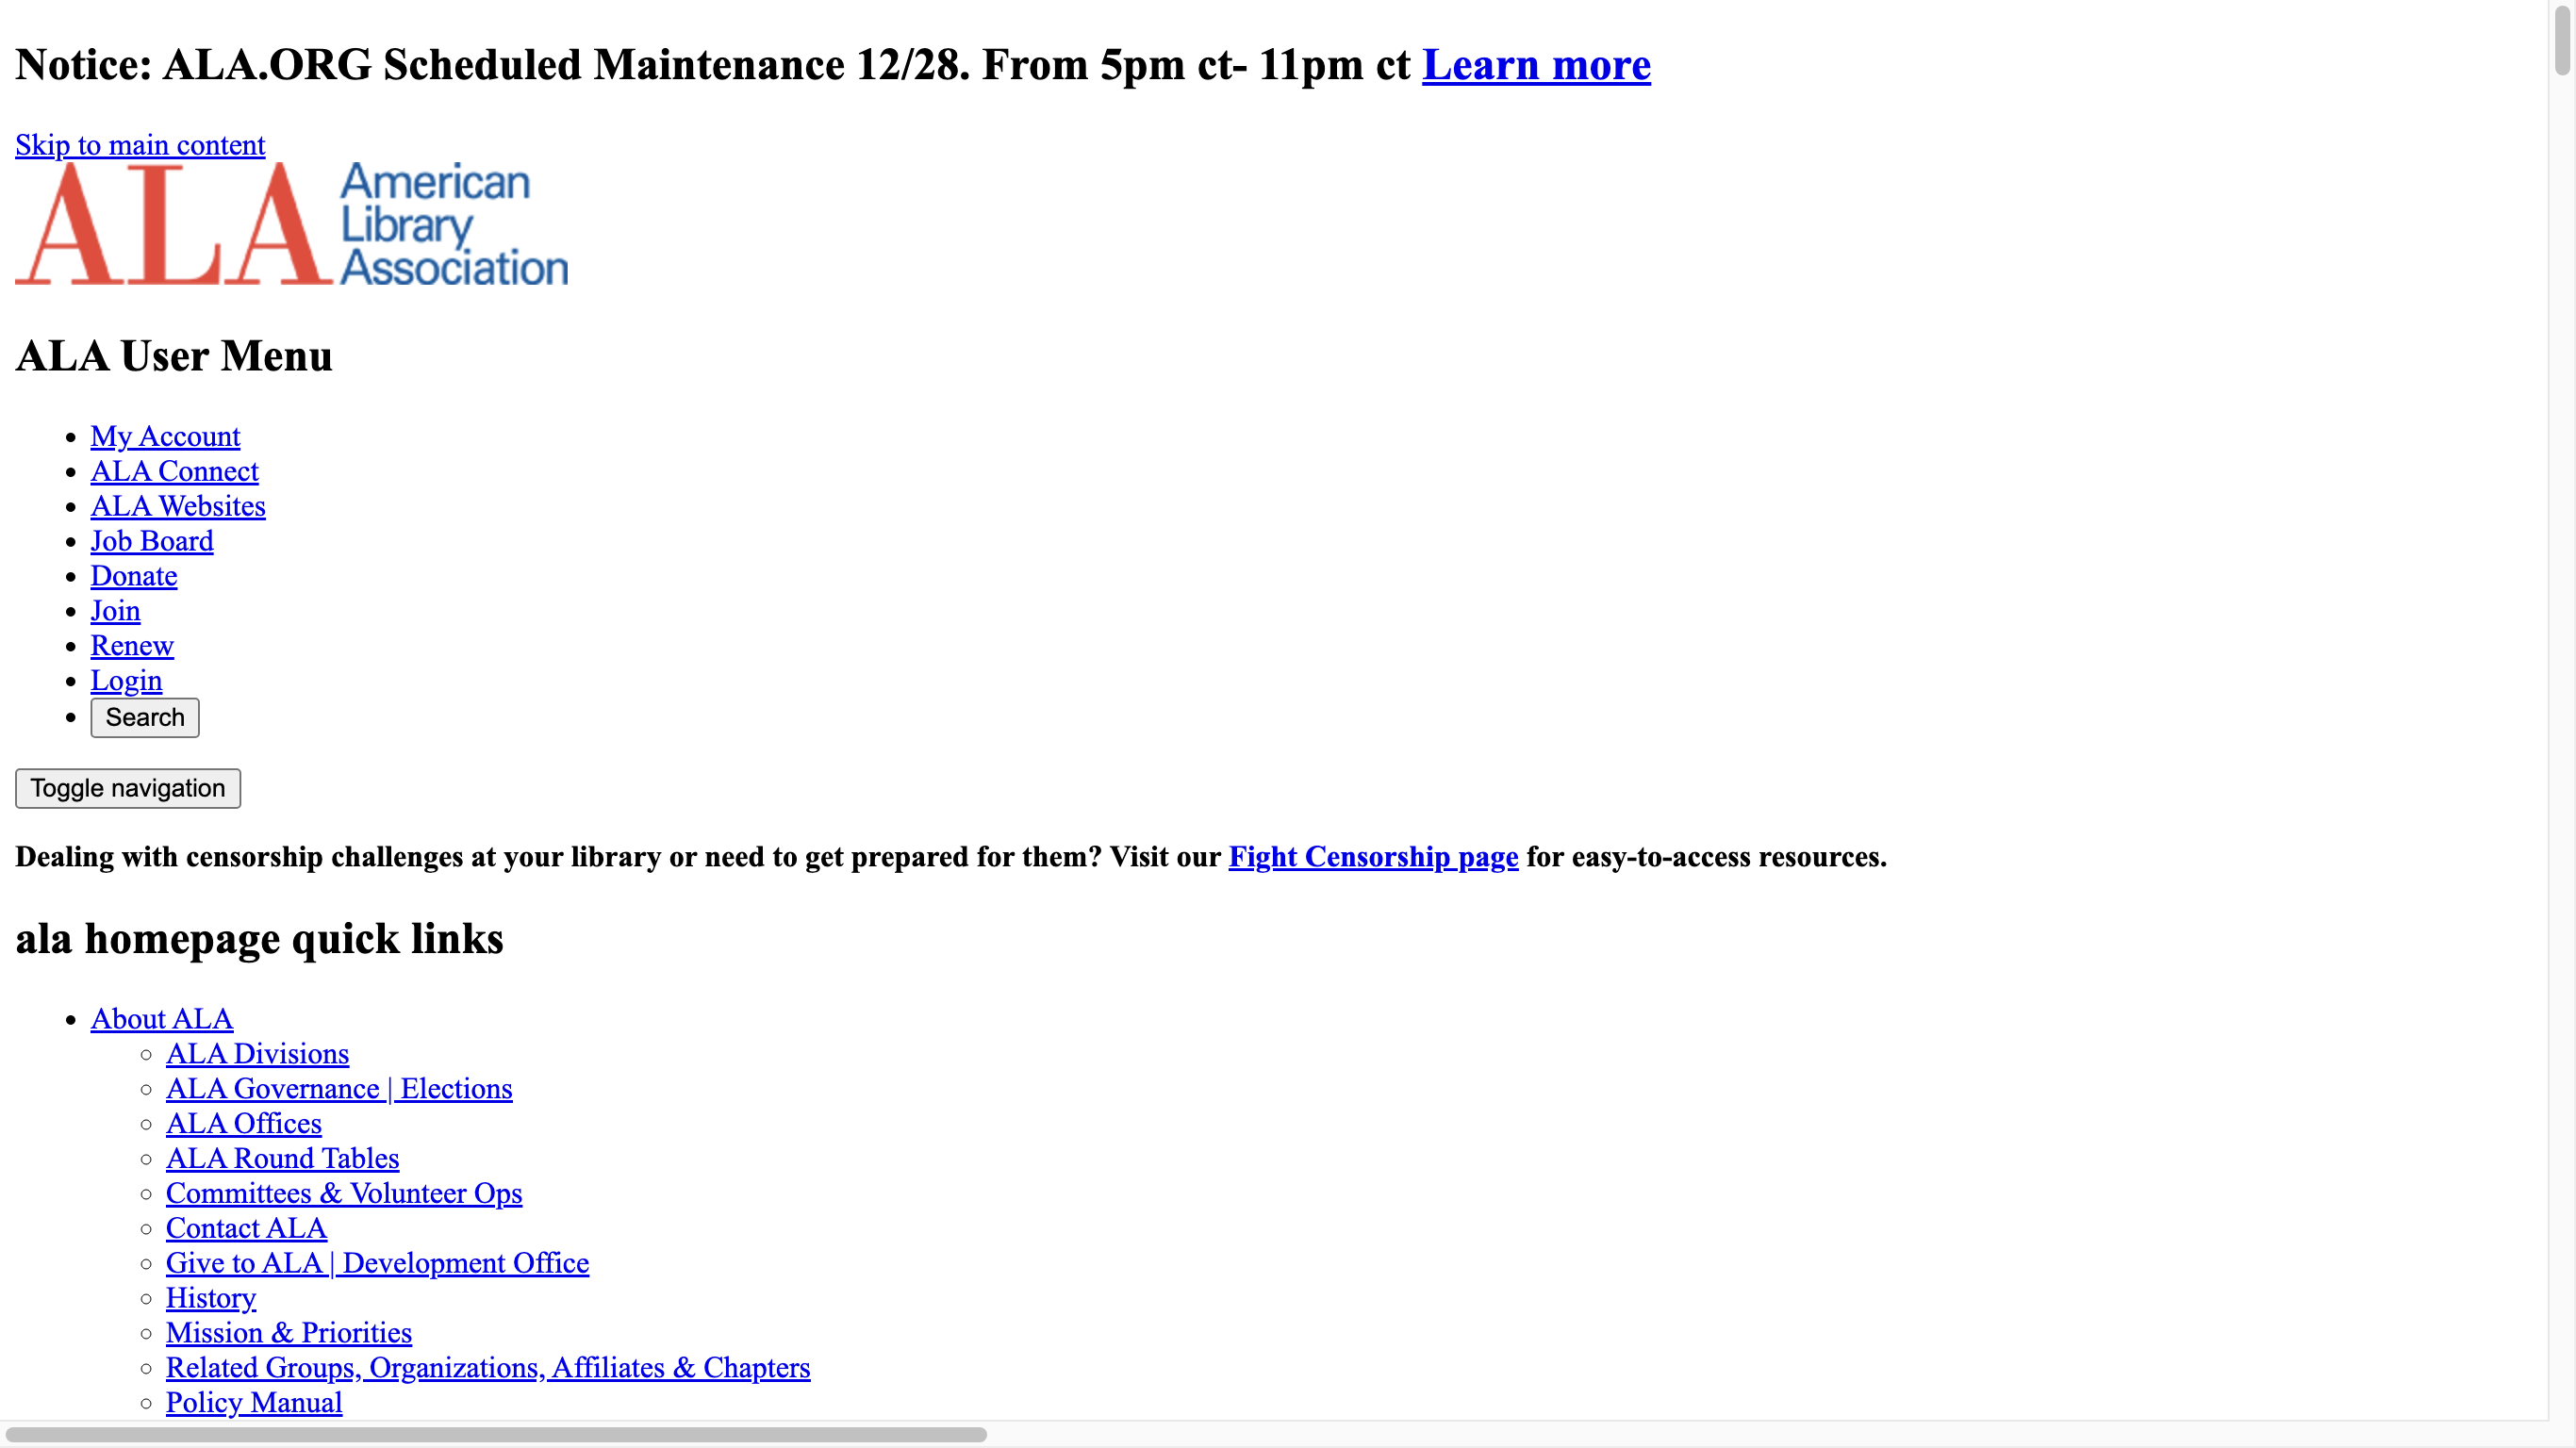 Notice: ALA.ORG Scheduled Maintenance 12/28. From 5pm ct- 11pm ct Learn more
Skip to main content
ALA American
Library
Association
ALA User Menu
My Account
ALA Connect
ALA Websites
Job Board
Donate
Join
Renew
Login
Search
Toggle navigation
Dealing with censorship challenges at your library or need to get prepared for them? Visit our Fight Censorship page for easy-to-access resources.
ala homepage quick links
About ALA
ALA Divisions
ALA Governance | Elections
ALA Offices
ALA Round Tables
Committees & Volunteer Ops
Contact ALA
Give to ALA | Development Office
History
Mission & Priorities
Related Groups, Organizations, Affiliates & Chapters
Policy Manual